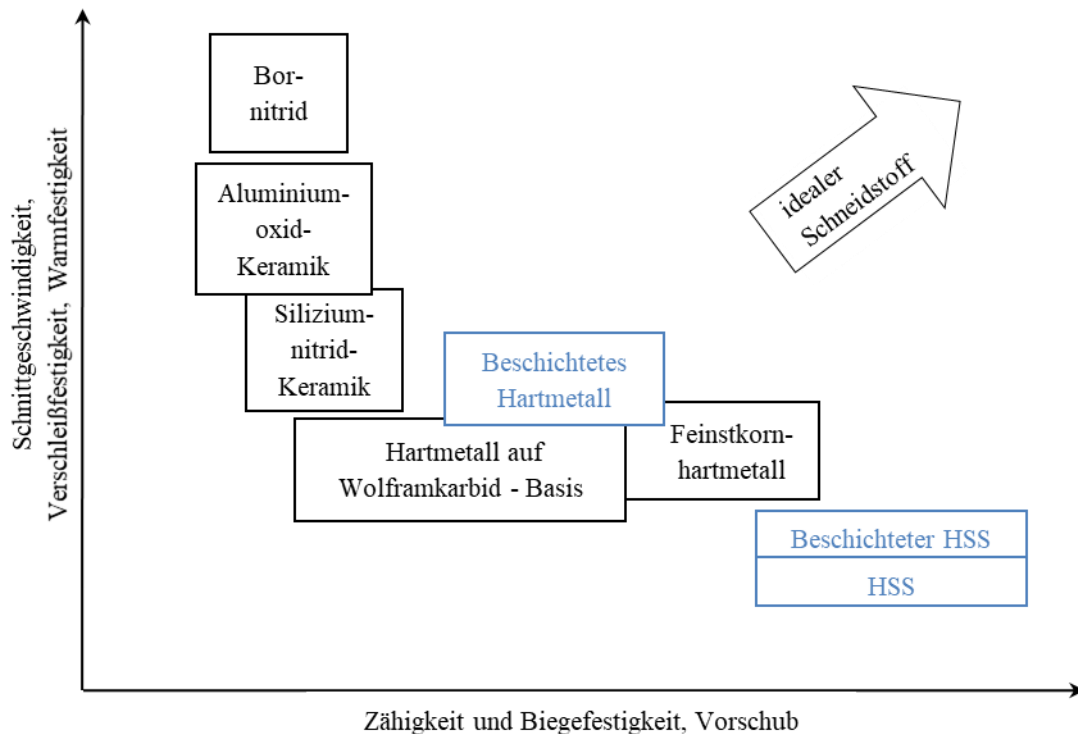 Schnittgeschwindigkeit,
Verschleißfestigkeit, Warmfestigkeit
Bor-
nitrid
Aluminium-
oxid-
Keramik
Silizium-
nitrid-
Keramik
Beschichtetes
Hartmetall
Hartmetall auf
Wolframkarbid - Basis
Feinstkorn-
hartmetall
Beschichteter HSS
HSS
idealer
Schneidstoff
Zähigkeit und Biegefestigkeit, Vorschub